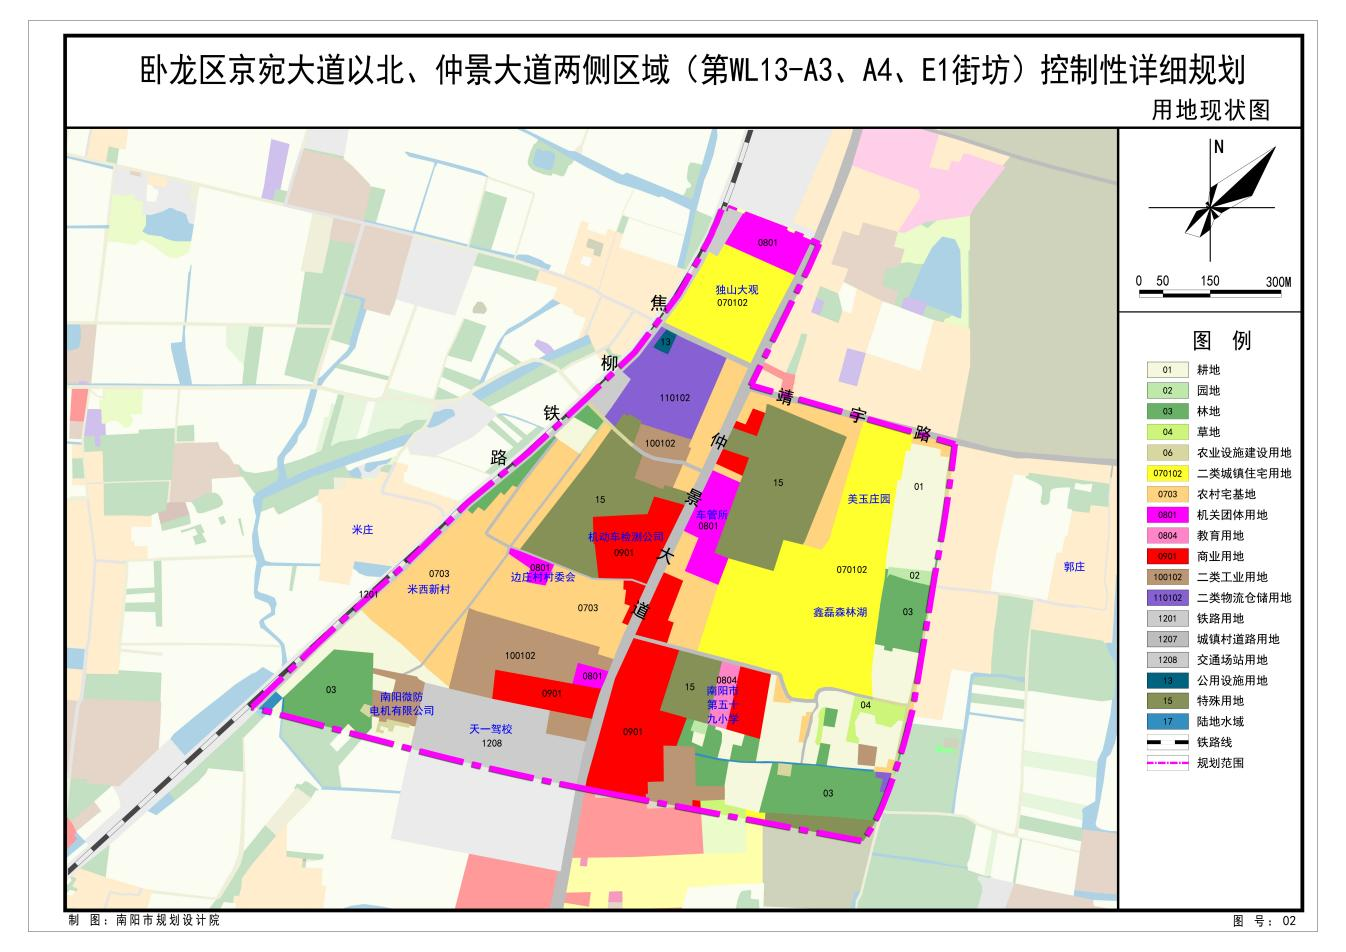 卧龙区京宛大道以北、仲景大道两侧区域（第WL13-A3、A4、E1街坊）控制性详细规划
用地现状图
N
0 50 150 300M
图 例
01 耕地
02 园地
03 林地
04 草地
06 农业设施建设用地
070102 二类城镇住宅用地
0703 农村宅基地
0801 机关团体用地
0804 教育用地
0901 商业用地
100102 二类工业用地
110102 二类物流仓储用地
1201 铁路用地
1207 城镇村道路用地
1208 交通场站用地
13 公用设施用地
15 特殊用地
17 陆地水域
铁路线
规划范围
0801
独山大观
070102
焦
柳
铁
路
13
110102
100102
靖
宇
路
仲
景
大
道
15
15
01
美玉庄园
车管所
0801
机动车检测公司
0901
米庄
0801
边庄村村委会
0703
米西新村
1201
0703
070102
02
郭庄
鑫磊森林湖
03
100102
0801
0901
15
0804
南阳市
第五十
九小学
03
南阳微防
电机有限公司
04
天一驾校
1208
0901
03
制 图：南阳市规划设计院
图 号：02